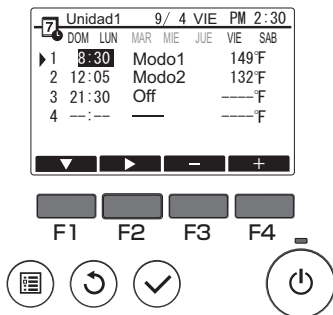 7 Unidad1 9/ 4 VIE PM 2:30
DOM LUN MAR MIE JUE VIE SAB
1 8:30 Modo1 149°F
2 12:05 Modo2 132°F
3 21:30 Off ----°F
4 --:-- —— ----°F
▼ ▶ − +
F1 F2 F3 F4